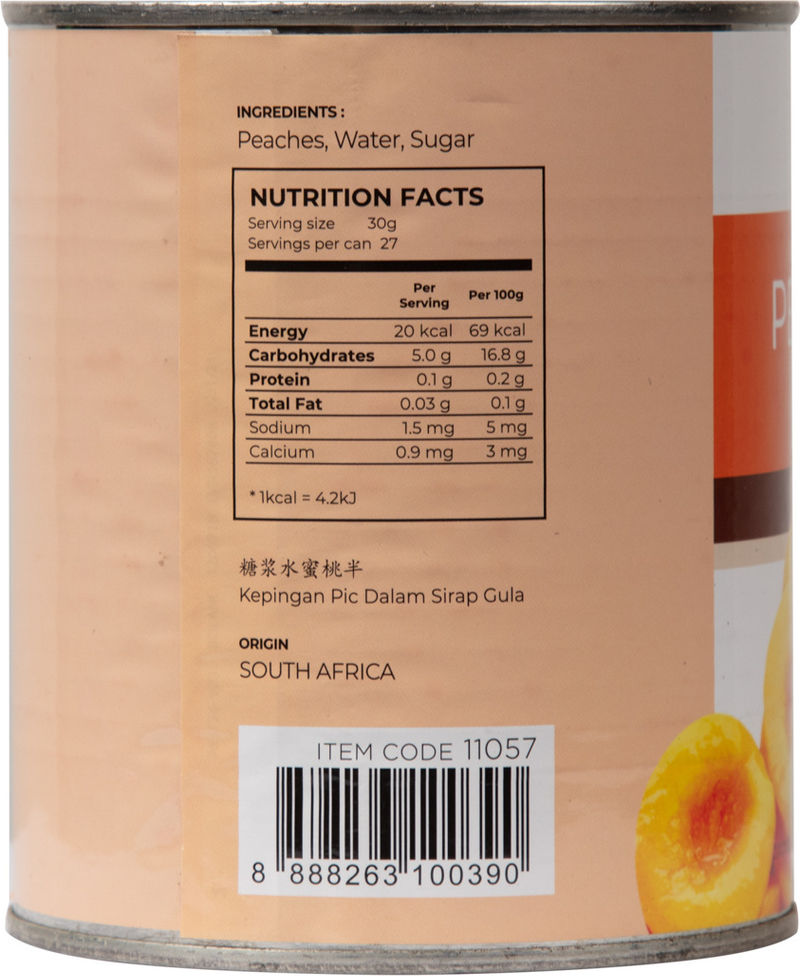 INGREDIENTS :
Peaches, Water, Sugar
NUTRITION FACTS
Serving size 30g
Servings per can 27
Per Serving Per 100g
Energy 20 kcal 69 kcal
Carbohydrates 5.0 g 16.8 g
Protein 0.1 g 0.2 g
Total Fat 0.03 g 0.1 g
Sodium 1.5 mg 5 mg
Calcium 0.9 mg 3 mg
* 1kcal = 4.2kJ
糖浆水蜜桃半
Kepingan Pic Dalam Sirap Gula
ORIGIN
SOUTH AFRICA
ITEM CODE 11057
8 888263 100390